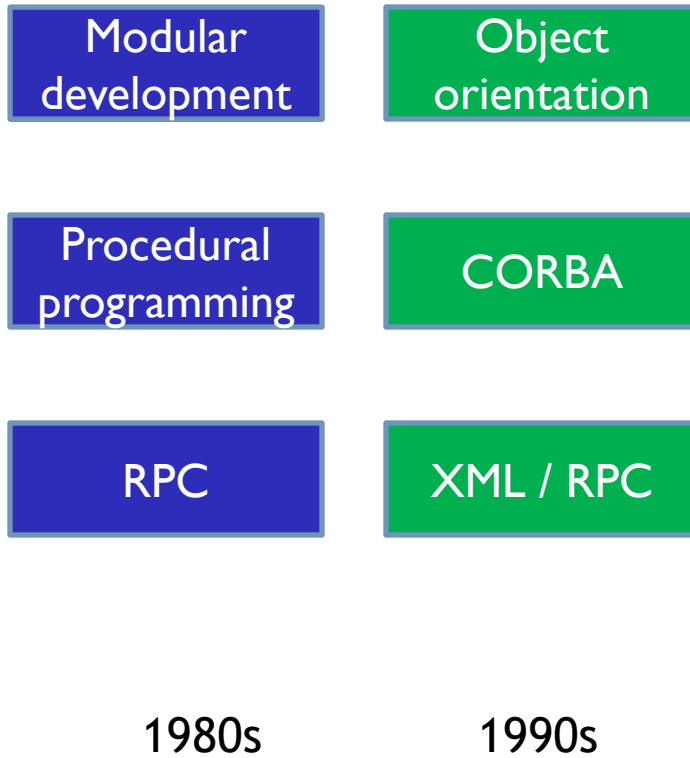 Modular
development
Object
orientation
Procedural
programming
CORBA
RPC
XML / RPC
1980s
1990s